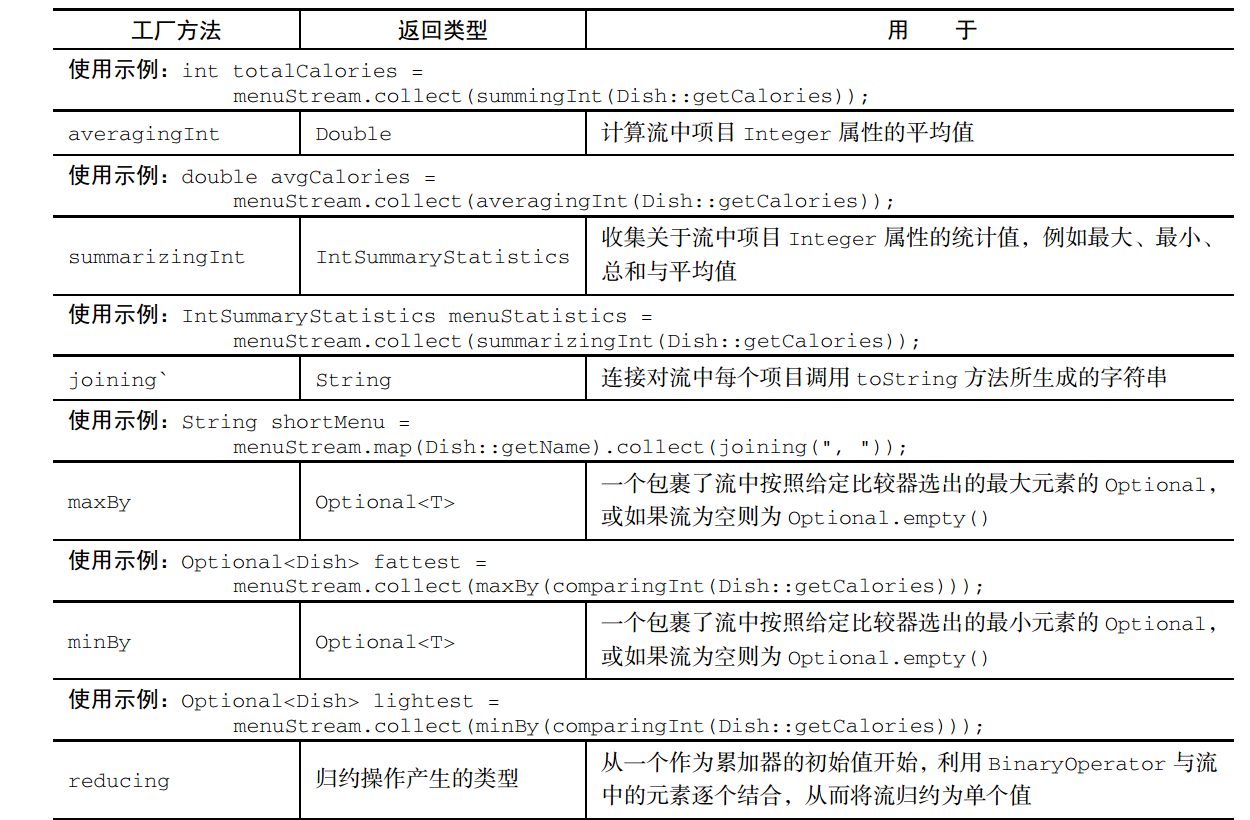 工厂方法 返回类型 用 于
使用示例：int totalCalories =
menuStream.collect(summingInt(Dish::getCalories));
averagingInt Double 计算流中项目 Integer 属性的平均值
使用示例：double avgCalories =
menuStream.collect(averagingInt(Dish::getCalories));
summarizingInt IntSummaryStatistics 收集关于流中项目 Integer 属性的统计值，例如最大、最小、
总和与平均值
使用示例：IntSummaryStatistics menuStatistics =
menuStream.collect(summarizingInt(Dish::getCalories));
joining` String 连接对流中每个项目调用 toString 方法所生成的字符串
使用示例：String shortMenu =
menuStream.map(Dish::getName).collect(joining(", "));
maxBy Optional<T> 一个包裹了流中按照给定比较器选出的最大元素的 Optional，
或如果流为空则为 Optional.empty()
使用示例：Optional<Dish> fattest =
menuStream.collect(maxBy(comparingInt(Dish::getCalories)));
minBy Optional<T> 一个包裹了流中按照给定比较器选出的最小元素的 Optional，
或如果流为空则为 Optional.empty()
使用示例：Optional<Dish> lightest =
menuStream.collect(minBy(comparingInt(Dish::getCalories)));
reducing 归约操作产生的类型 从一个作为累加器的初始值开始，利用 BinaryOperator 与流
中的元素逐个结合，从而将流归约为单个值